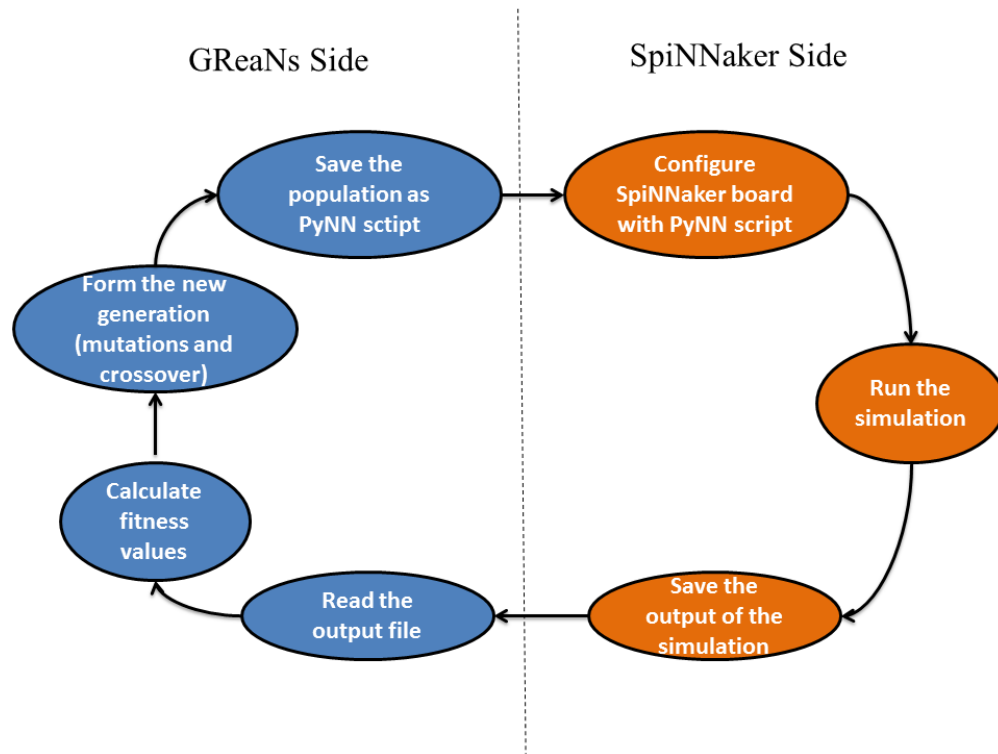 GReaNs Side
SpiNNaker Side
Save the
population as
PyNN sctipt
Configure
SpiNNaker board
with PyNN script
Form the new
generation
(mutations and
crossover)
Run the
simulation
Calculate
fitness
values
Read the
output file
Save the
output of the
simulation